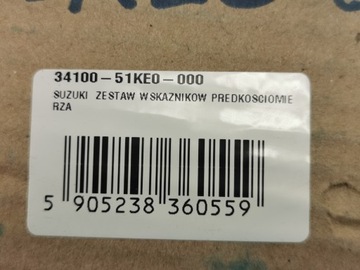 34100-51KE0-000
SUZUKI ZESTAW WSKAZNIKOW PREDKOSCIOMIE
RZA
5 905238 360559